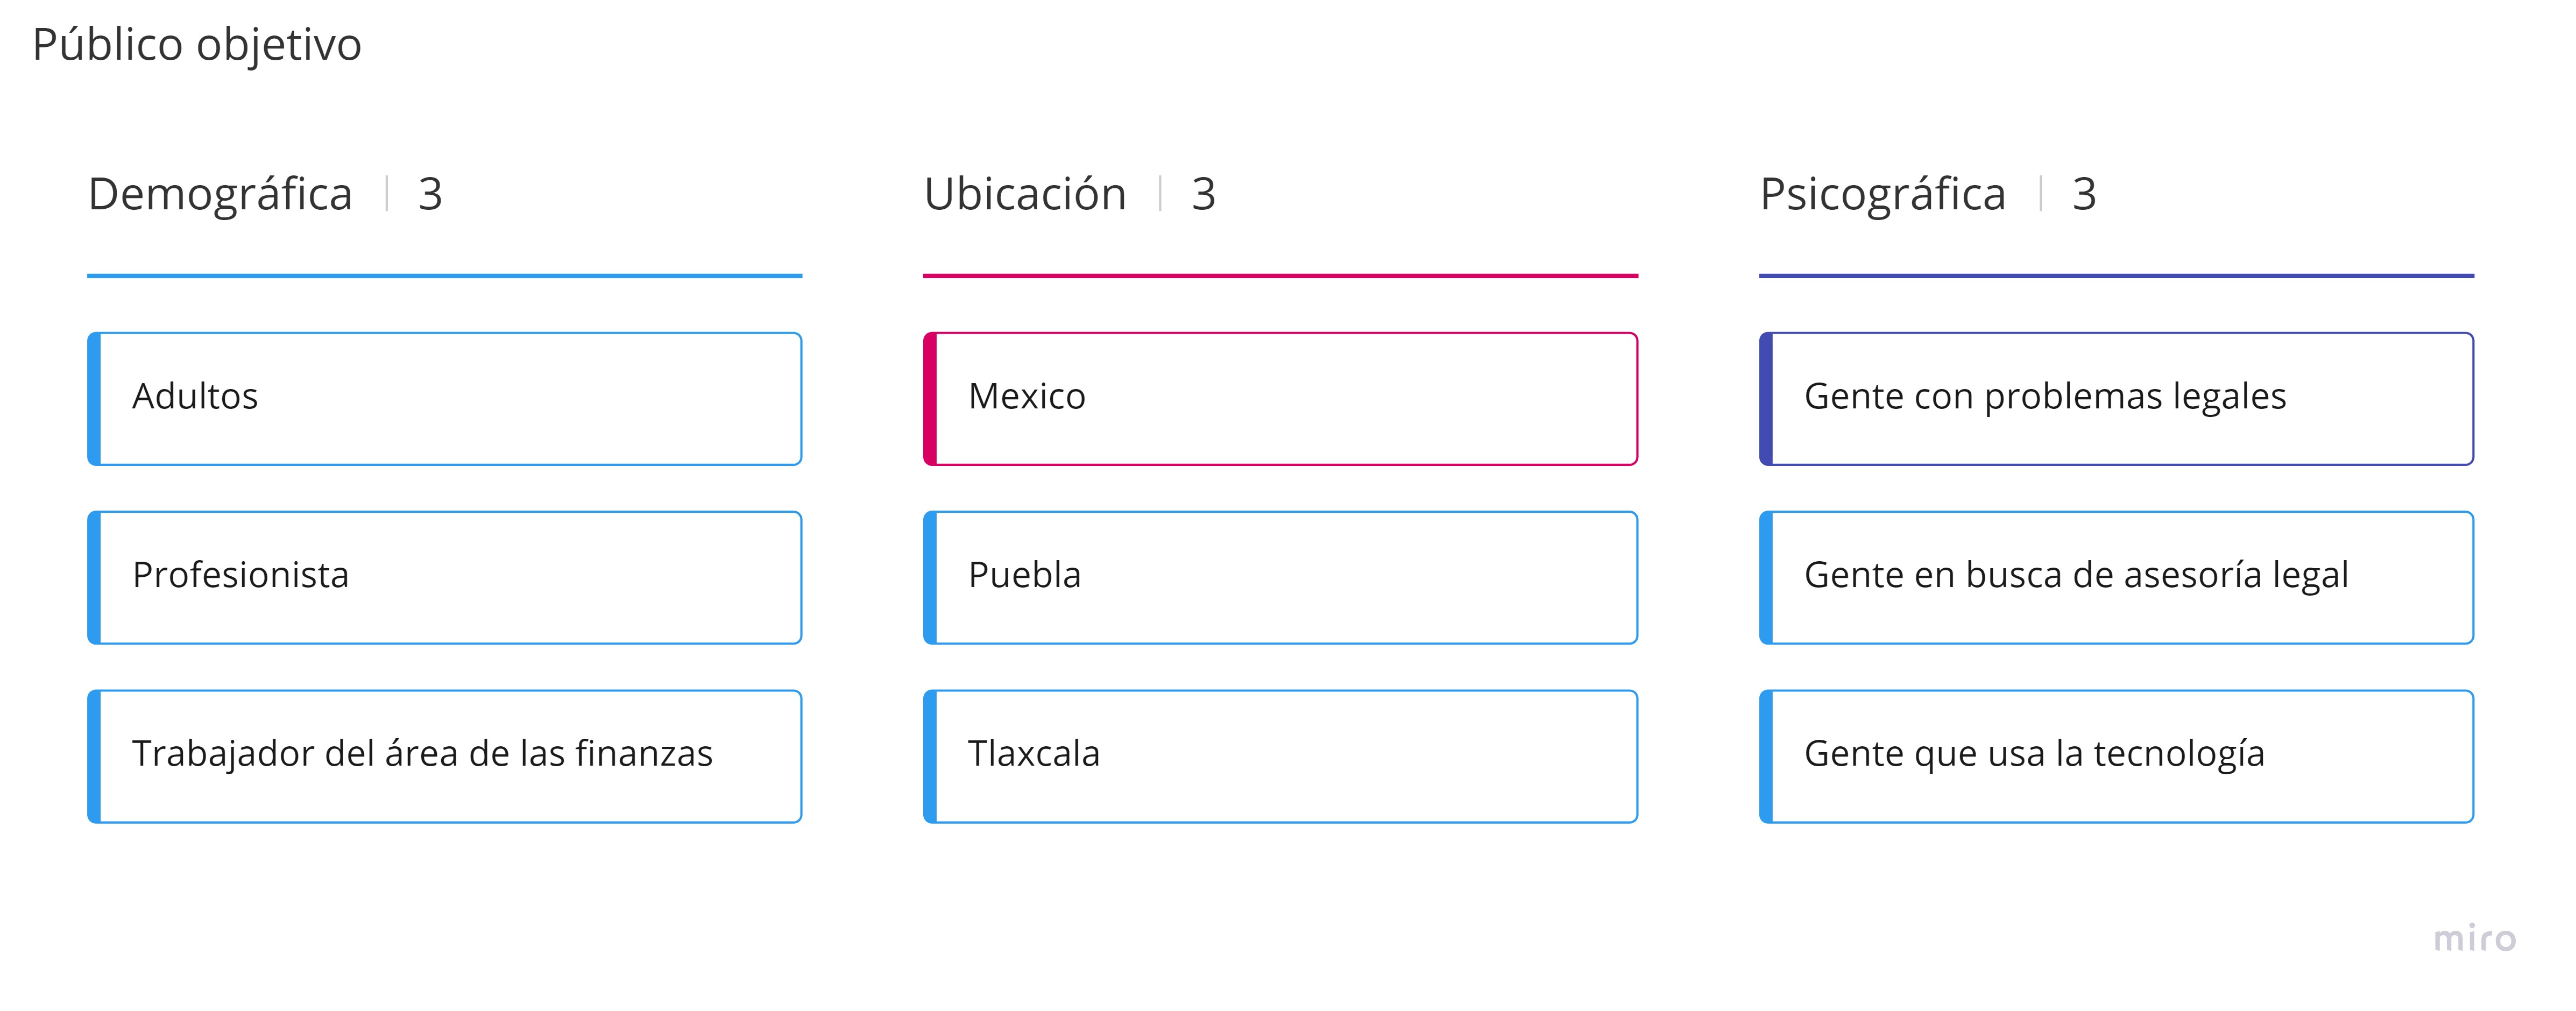 Público objetivo
Demográfica | 3
Adultos
Profesionista
Trabajador del área de las finanzas
Ubicación | 3
Mexico
Puebla
Tlaxcala
Psicográfica | 3
Gente con problemas legales
Gente en busca de asesoría legal
Gente que usa la tecnología
miro